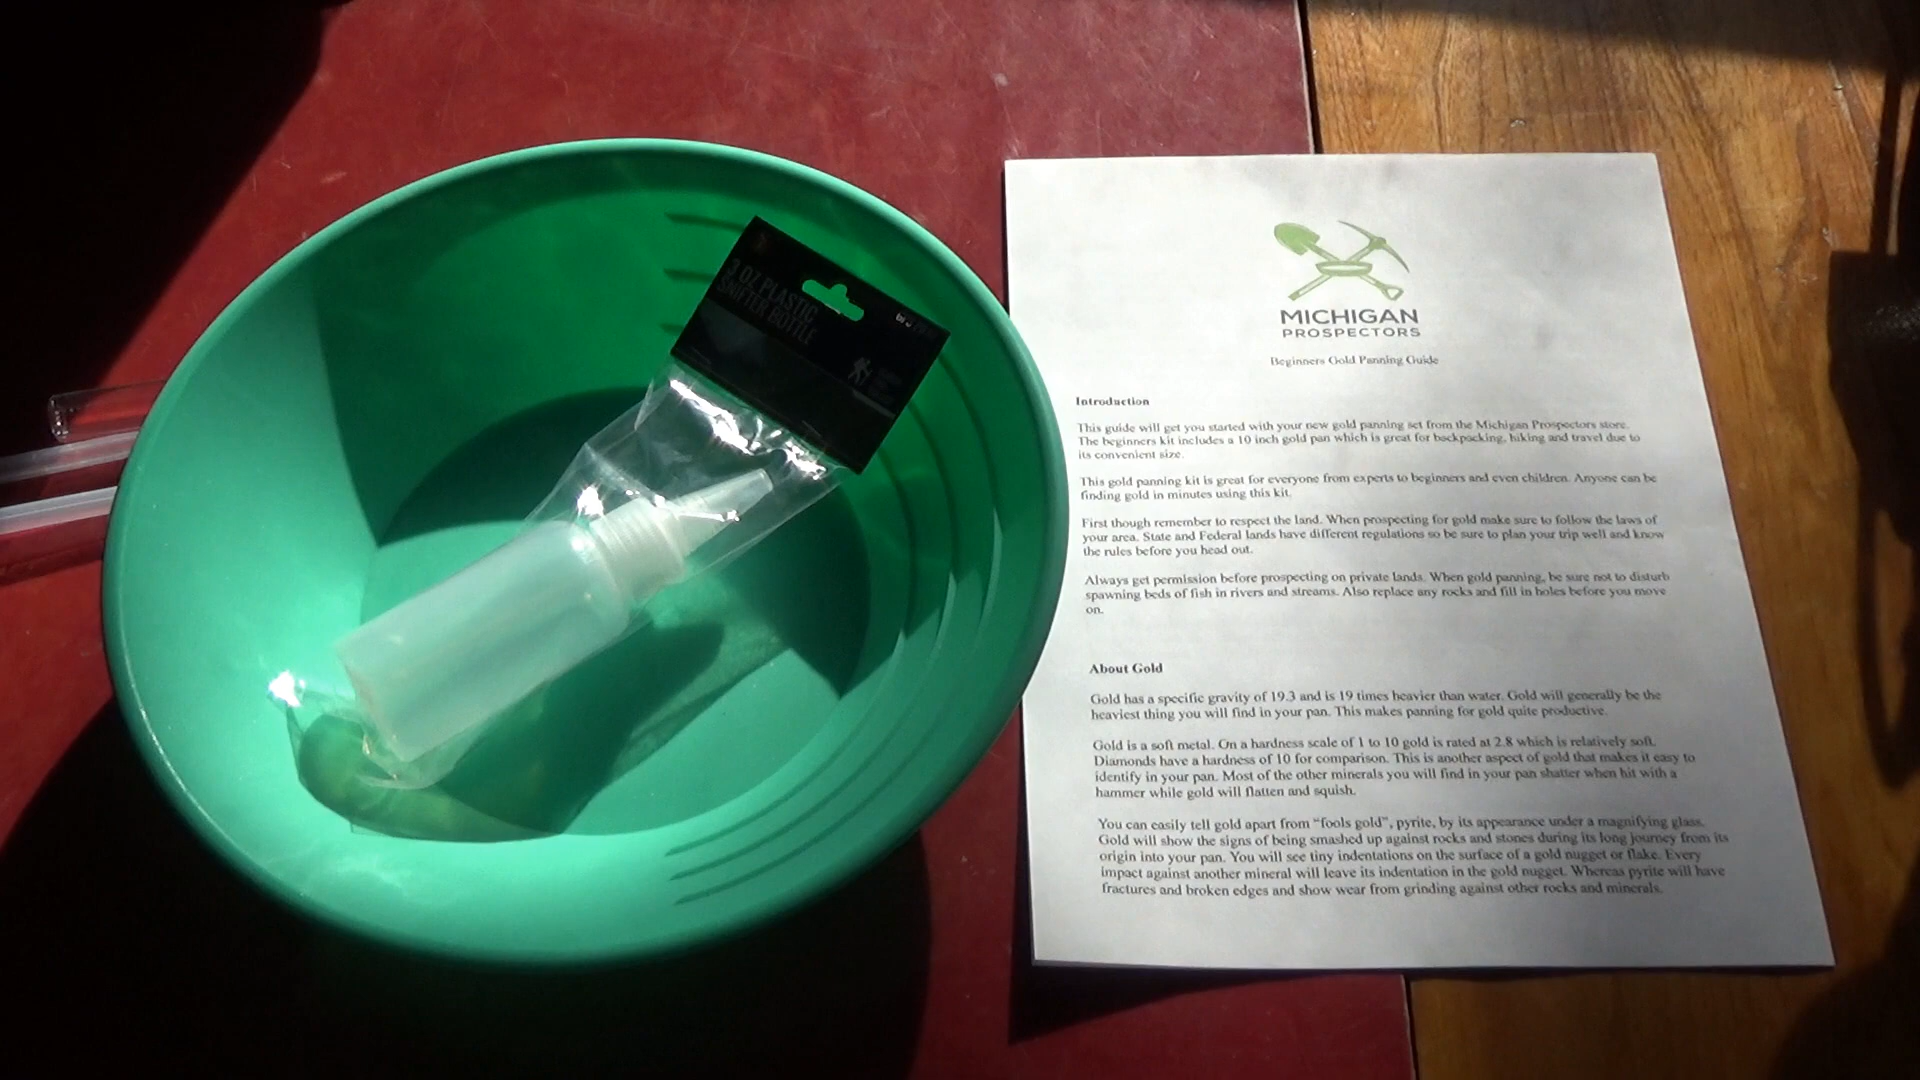 3 OZ PLASTIC
SNIFTER BOTTLE
MICHIGAN
PROSPECTORS
Beginners Gold Panning Guide
Introduction
This guide will get you started with your new gold panning set from the Michigan Prospectors store.
The beginners kit includes a 10 inch gold pan which is great for backpacking, hiking and travel due to
its convenient size.
This gold panning kit is great for everyone from experts to beginners and even children. Anyone can be
finding gold in minutes using this kit.
First though remember to respect the land. When prospecting for gold make sure to follow the laws of
your area. State and Federal lands have different regulations so be sure to plan your trip well and know
the rules before you head out.
Always get permission before prospecting on private lands. When gold panning, be sure not to disturb
spawning beds of fish in rivers and streams. Also replace any rocks and fill in holes before you move
on.
About Gold
Gold has a specific gravity of 19.3 and is 19 times heavier than water. Gold will generally be the
heaviest thing you will find in your pan. This makes panning for gold quite productive.
Gold is a soft metal. On a hardness scale of 1 to 10 gold is rated at 2.8 which is relatively soft.
Diamonds have a hardness of 10 for comparison. This is another aspect of gold that makes it easy to
identify in your pan. Most of the other minerals you will find in your pan shatter when hit with a
hammer while gold will flatten and squish.
You can easily tell gold apart from “fools gold”, pyrite, by its appearance under a magnifying glass.
Gold will show the signs of being smashed up against rocks and stones during its long journey from its
origin into your pan. You will see tiny indentations on the surface of a gold nugget or flake. Every
impact against another mineral will leave its indentation in the gold nugget. Whereas pyrite will have
fractures and broken edges and show wear from grinding against other rocks and minerals.